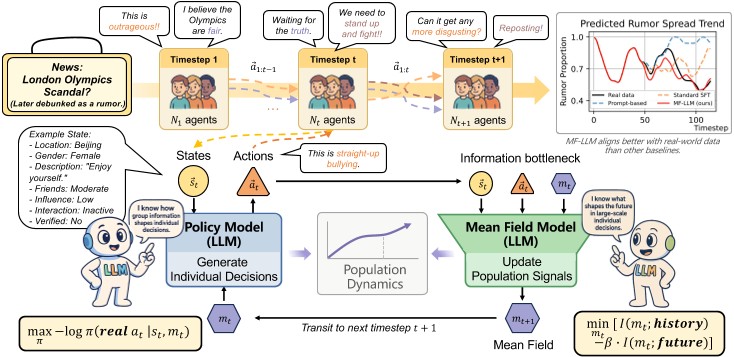 This is
outrageous!!
I believe the
Olympics
are fair.
Waiting for
the truth.
We need to
stand up
and fight!!
Can it get any
more disgusting?
Reposting!
News:
London Olympics
Scandal?
(Later debunked as a rumor.)
Timestep 1
N1 agents
a⃗1:t−1
...
Timestep t
Nt agents
a⃗1:t
Timestep t+1
Nt+1 agents
Predicted Rumor Spread Trend
Rumor Proportion
1.0
0.7
0.4
0
50
100
Timestep
Real data
Prompt-based
Standard SFT
MF-LLM (ours)
MF-LLM aligns better with real-world data
than other baselines.
Example State:
- Location: Beijing
- Gender: Female
- Description: "Enjoy
yourself."
- Friends: Moderate
- Influence: Low
- Interaction: Inactive
- Verified: No
States
s⃗t
Actions
a⃗t
This is straight-up
bullying.
Information bottleneck
s⃗t
a⃗t
mt
I know how
group information
shapes individual
decisions.
LLM
Policy Model
(LLM)
Generate
Individual Decisions
Population
Dynamics
Mean Field Model
(LLM)
Update
Population Signals
I know what
shapes the future
in large-scale
individual
decisions.
LLM
mt
Transit to next timestep t + 1
mt+1
Mean Field
max π −log π(real at |st, mt)
min mt [I(mt; history)
−β · I(mt; future)]